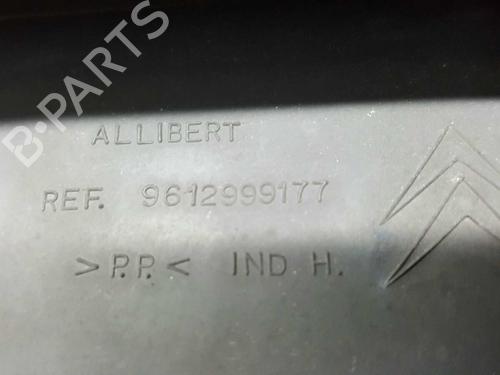 B-PARTS
ALLIBERT
REF. 9612999177
>P.P.< IND H.